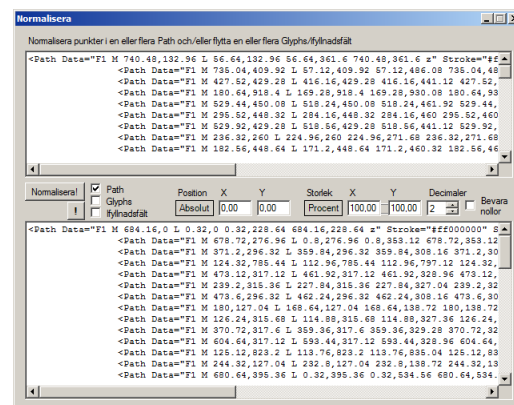 Normalisera
Normalisera punkter i en eller flera Path och/eller flytta en eller flera Glyphs/Ifyllnadsfält
<Path Data="F1 M 740.48,132.96 L 56.64,132.96 56.64,361.6 740.48,361.6 z" Stroke="#ff
<Path Data="F1 M 735.04,409.92 L 57.12,409.92 57.12,486.08 735.04,48
<Path Data="F1 M 427.52,429.28 L 416.16,429.28 416.16,441.12 427.52,
<Path Data="F1 M 180.64,918.4 L 169.28,918.4 169.28,930.08 180.64,93
<Path Data="F1 M 529.44,450.08 L 518.24,450.08 518.24,461.92 529.44,
<Path Data="F1 M 295.52,448.32 L 284.16,448.32 284.16,460 295.52,460
<Path Data="F1 M 529.92,429.28 L 518.56,429.28 518.56,441.12 529.92,
<Path Data="F1 M 236.32,260 L 224.96,260 224.96,271.68 236.32,271.68
<Path Data="F1 M 182.56,448.64 L 171.2,448.64 171.2,460.32 182.56,46
Normalisera! Path Position X Y Storlek X Y Decimaler
Glyphs Absolut 0,00 0,00 Procent 100,00 100,00 2 Bevara nollor
! Ifyllnadsfält
<Path Data="F1 M 684.16,0 L 0.32,0 0.32,228.64 684.16,228.64 z" Stroke="#ff000000" S
<Path Data="F1 M 678.72,276.96 L 0.8,276.96 0.8,353.12 678.72,353.12
<Path Data="F1 M 371.2,296.32 L 359.84,296.32 359.84,308.16 371.2,30
<Path Data="F1 M 124.32,785.44 L 112.96,785.44 112.96,797.12 124.32,
<Path Data="F1 M 473.12,317.12 L 461.92,317.12 461.92,328.96 473.12,
<Path Data="F1 M 239.2,315.36 L 227.84,315.36 227.84,327.04 239.2,32
<Path Data="F1 M 473.6,296.32 L 462.24,296.32 462.24,308.16 473.6,30
<Path Data="F1 M 180,127.04 L 168.64,127.04 168.64,138.72 180,138.72
<Path Data="F1 M 126.24,315.68 L 114.88,315.68 114.88,327.36 126.24,
<Path Data="F1 M 370.72,317.6 L 359.36,317.6 359.36,329.28 370.72,32
<Path Data="F1 M 604.64,317.12 L 593.44,317.12 593.44,328.96 604.64,
<Path Data="F1 M 125.12,823.2 L 113.76,823.2 113.76,835.04 125.12,83
<Path Data="F1 M 244.32,127.04 L 232.8,127.04 232.8,138.72 244.32,13
<Path Data="F1 M 680.64,395.36 L 0.32,395.36 0.32,534.56 680.64,534.